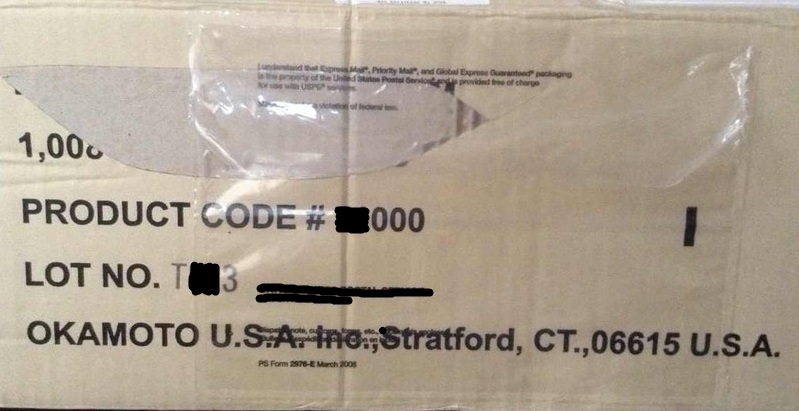 I understand that Express Mail®, Priority Mail®, and Global Express Guaranteed® packaging
is the property of the United States Postal Service® and is provided free of charge
for use with USPS® services.
a violation of federal law.
1,00
PRODUCT CODE # 000
LOT NO. T 3
OKAMOTO U.S.A. Inc.,Stratford, CT.,06615 U.S.A.
PS Form 2976-E March 2006